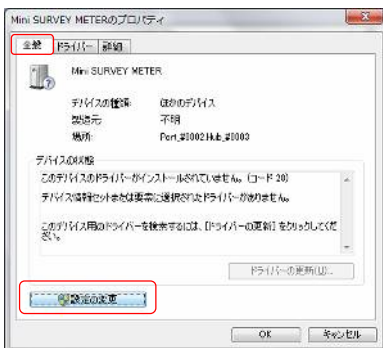 Mini SURVEY METERのプロパティ
全般 ドライバー 詳細
Mini SURVEY METER
デバイスの種類: ほかのデバイス
製造元: 不明
場所: Port_#0002.Hub_#0003
デバイスの状態
このデバイスのドライバーがインストールされていません。(コード 28)
デバイス情報セットまたは要素に選択されたドライバーがありません。
このデバイス用のドライバーを検索するには、[ドライバーの更新] をクリックしてくだ
さい。
ドライバーの更新(U)...
設定の変更
OK キャンセル